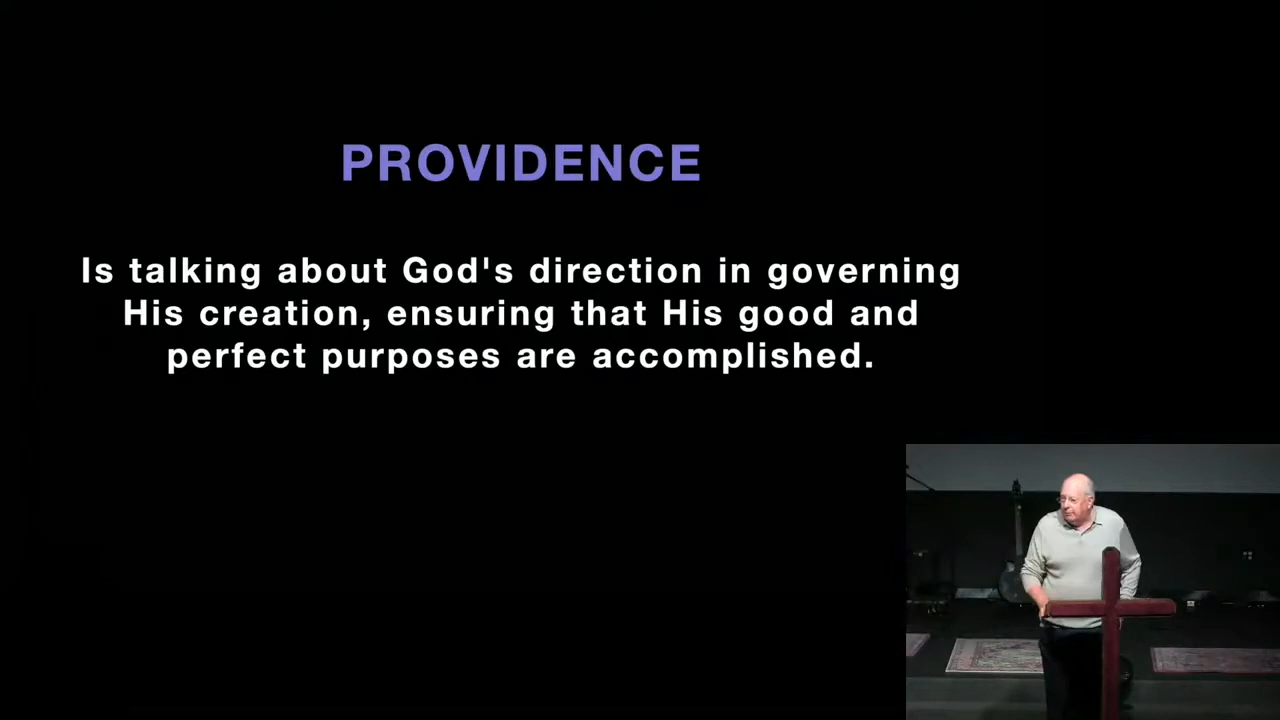 PROVIDENCE
Is talking about God's direction in governing
His creation, ensuring that His good and
perfect purposes are accomplished.